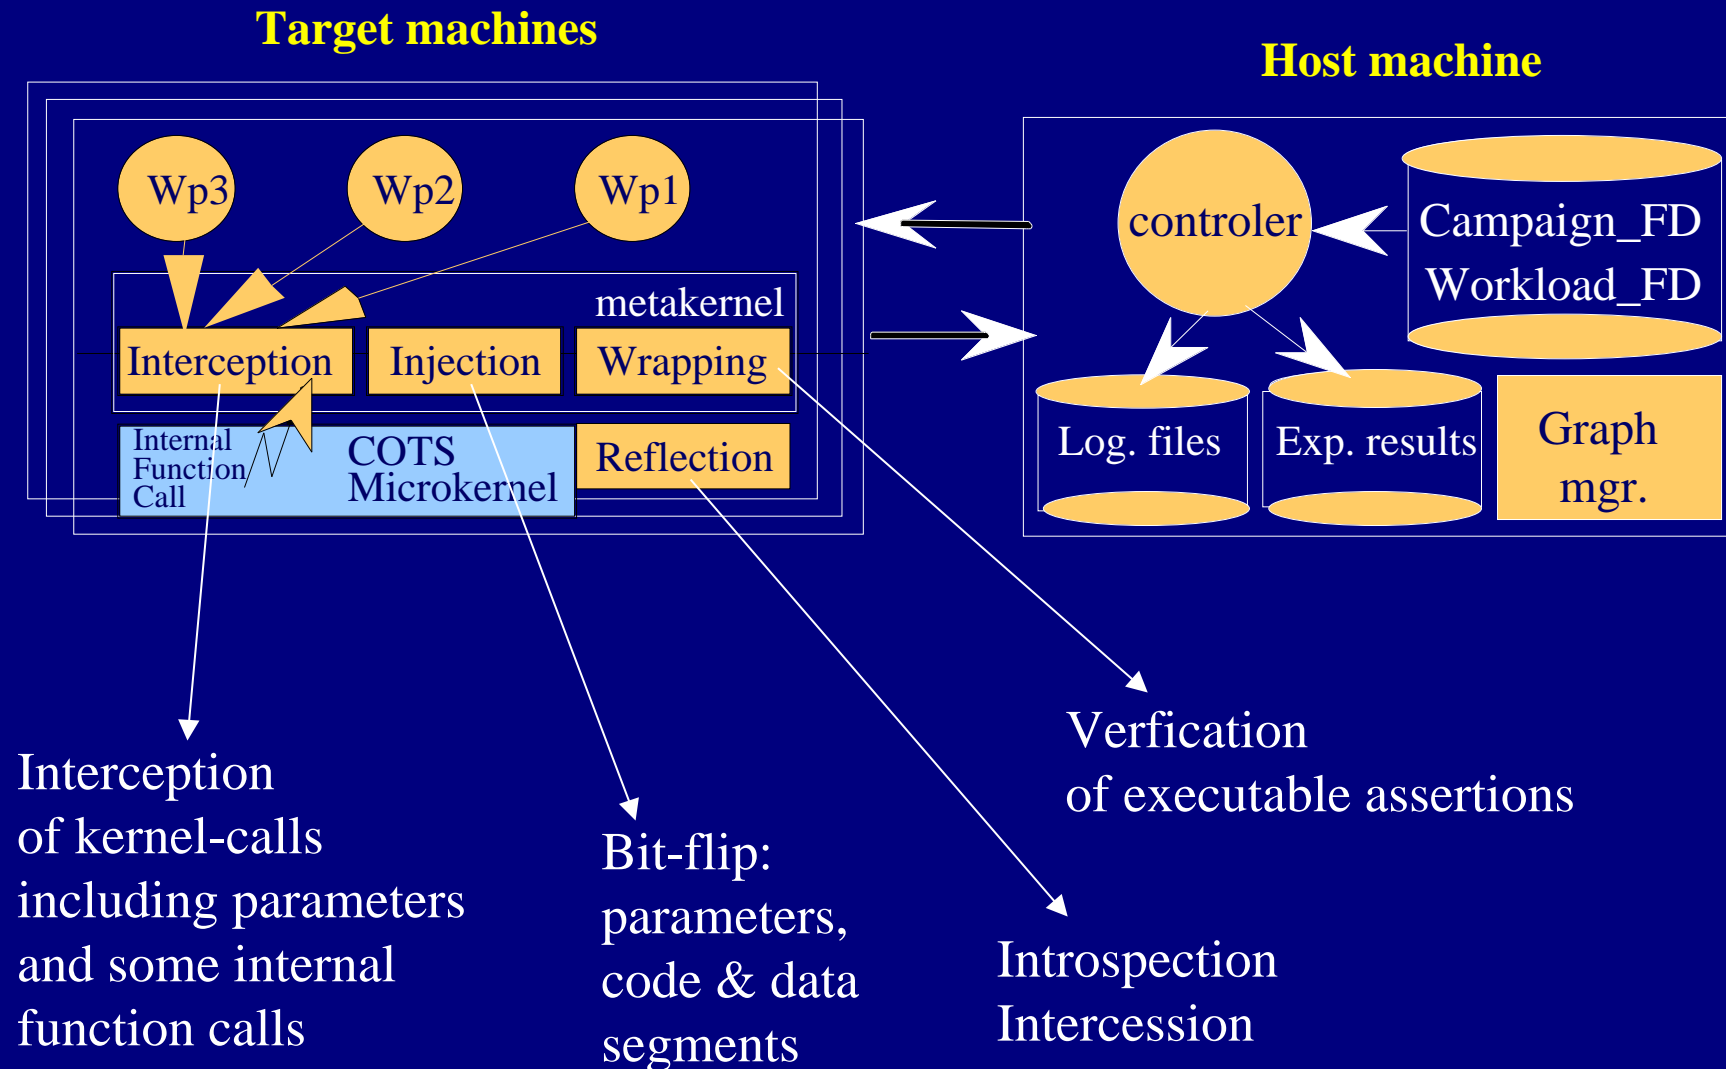 Target machines
Host machine
Wp3
Wp2
Wp1
metakernel
Interception
Injection
Wrapping
Internal
Function
Call
COTS
Microkernel
Reflection
controler
Campaign_FD
Workload_FD
Log. files
Exp. results
Graph
mgr.
Interception
of kernel-calls
including parameters
and some internal
function calls
Bit-flip:
parameters,
code & data
segments
Verfication
of executable assertions
Introspection
Intercession